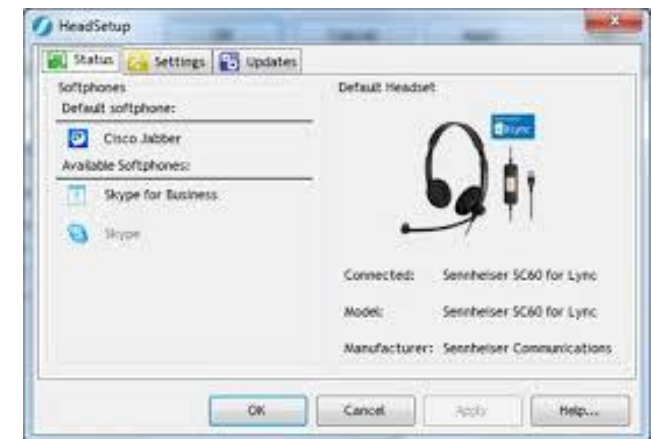 HeadSetup
Status Settings Updates
Softphones
Default softphone:
Cisco Jabber
Available Softphones:
Skype for Business
Skype
Default Headset
Lync
Connected: Sennheiser SC60 for Lync
Model: Sennheiser SC60 for Lync
Manufacturer: Sennheiser Communications
OK Cancel Apply Help...